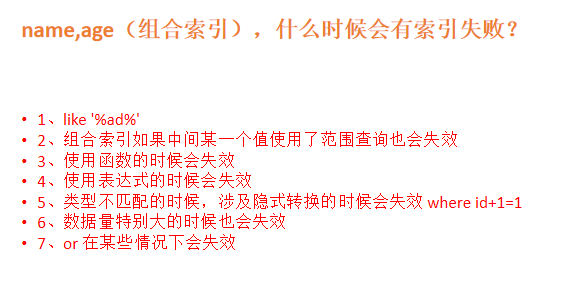 name,age（组合索引），什么时候会有索引失败？
• 1、like '%ad%'
• 2、组合索引如果中间某一个值使用了范围查询也会失效
• 3、使用函数的时候会失效
• 4、使用表达式的时候会失效
• 5、类型不匹配的时候，涉及隐式转换的时候会失效 where id+1=1
• 6、数据量特别大的时候也会失效
• 7、or 在某些情况下会失效